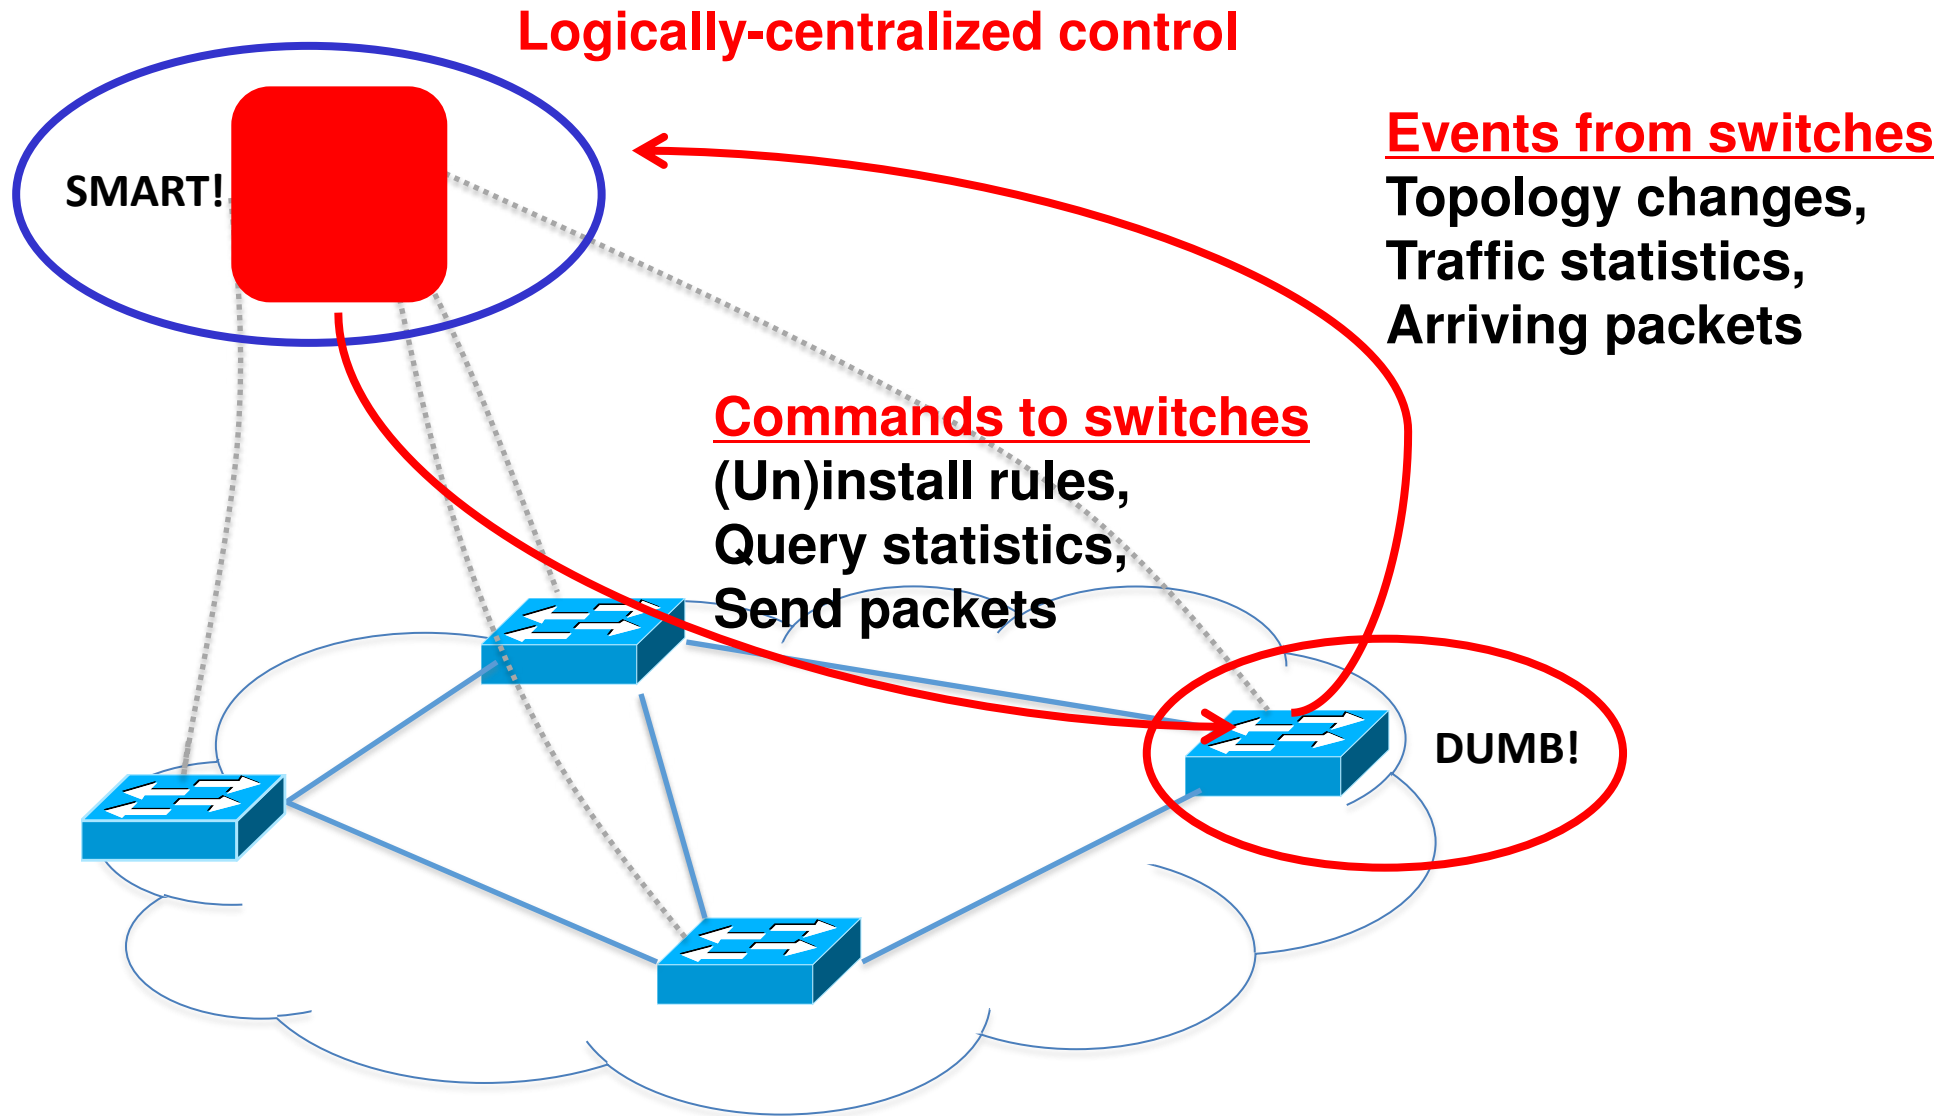 Logically-centralized control
SMART!
Events from switches
Topology changes,
Traffic statistics,
Arriving packets
Commands to switches
(Un)install rules,
Query statistics,
Send packets
DUMB!